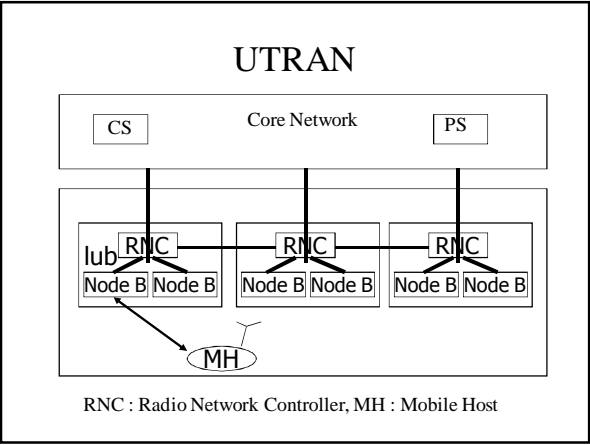 UTRAN
CS Core Network PS
RNC RNC RNC
Iub
Node B Node B Node B Node B Node B Node B
MH
RNC : Radio Network Controller, MH : Mobile Host